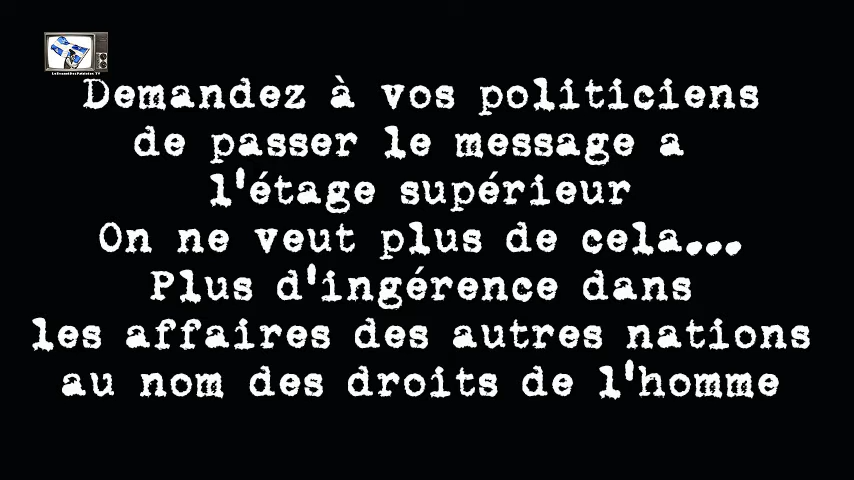 Demandez à vos politiciens
de passer le message a
l'étage supérieur
On ne veut plus de cela...
Plus d'ingérence dans
les affaires des autres nations
au nom des droits de l'homme